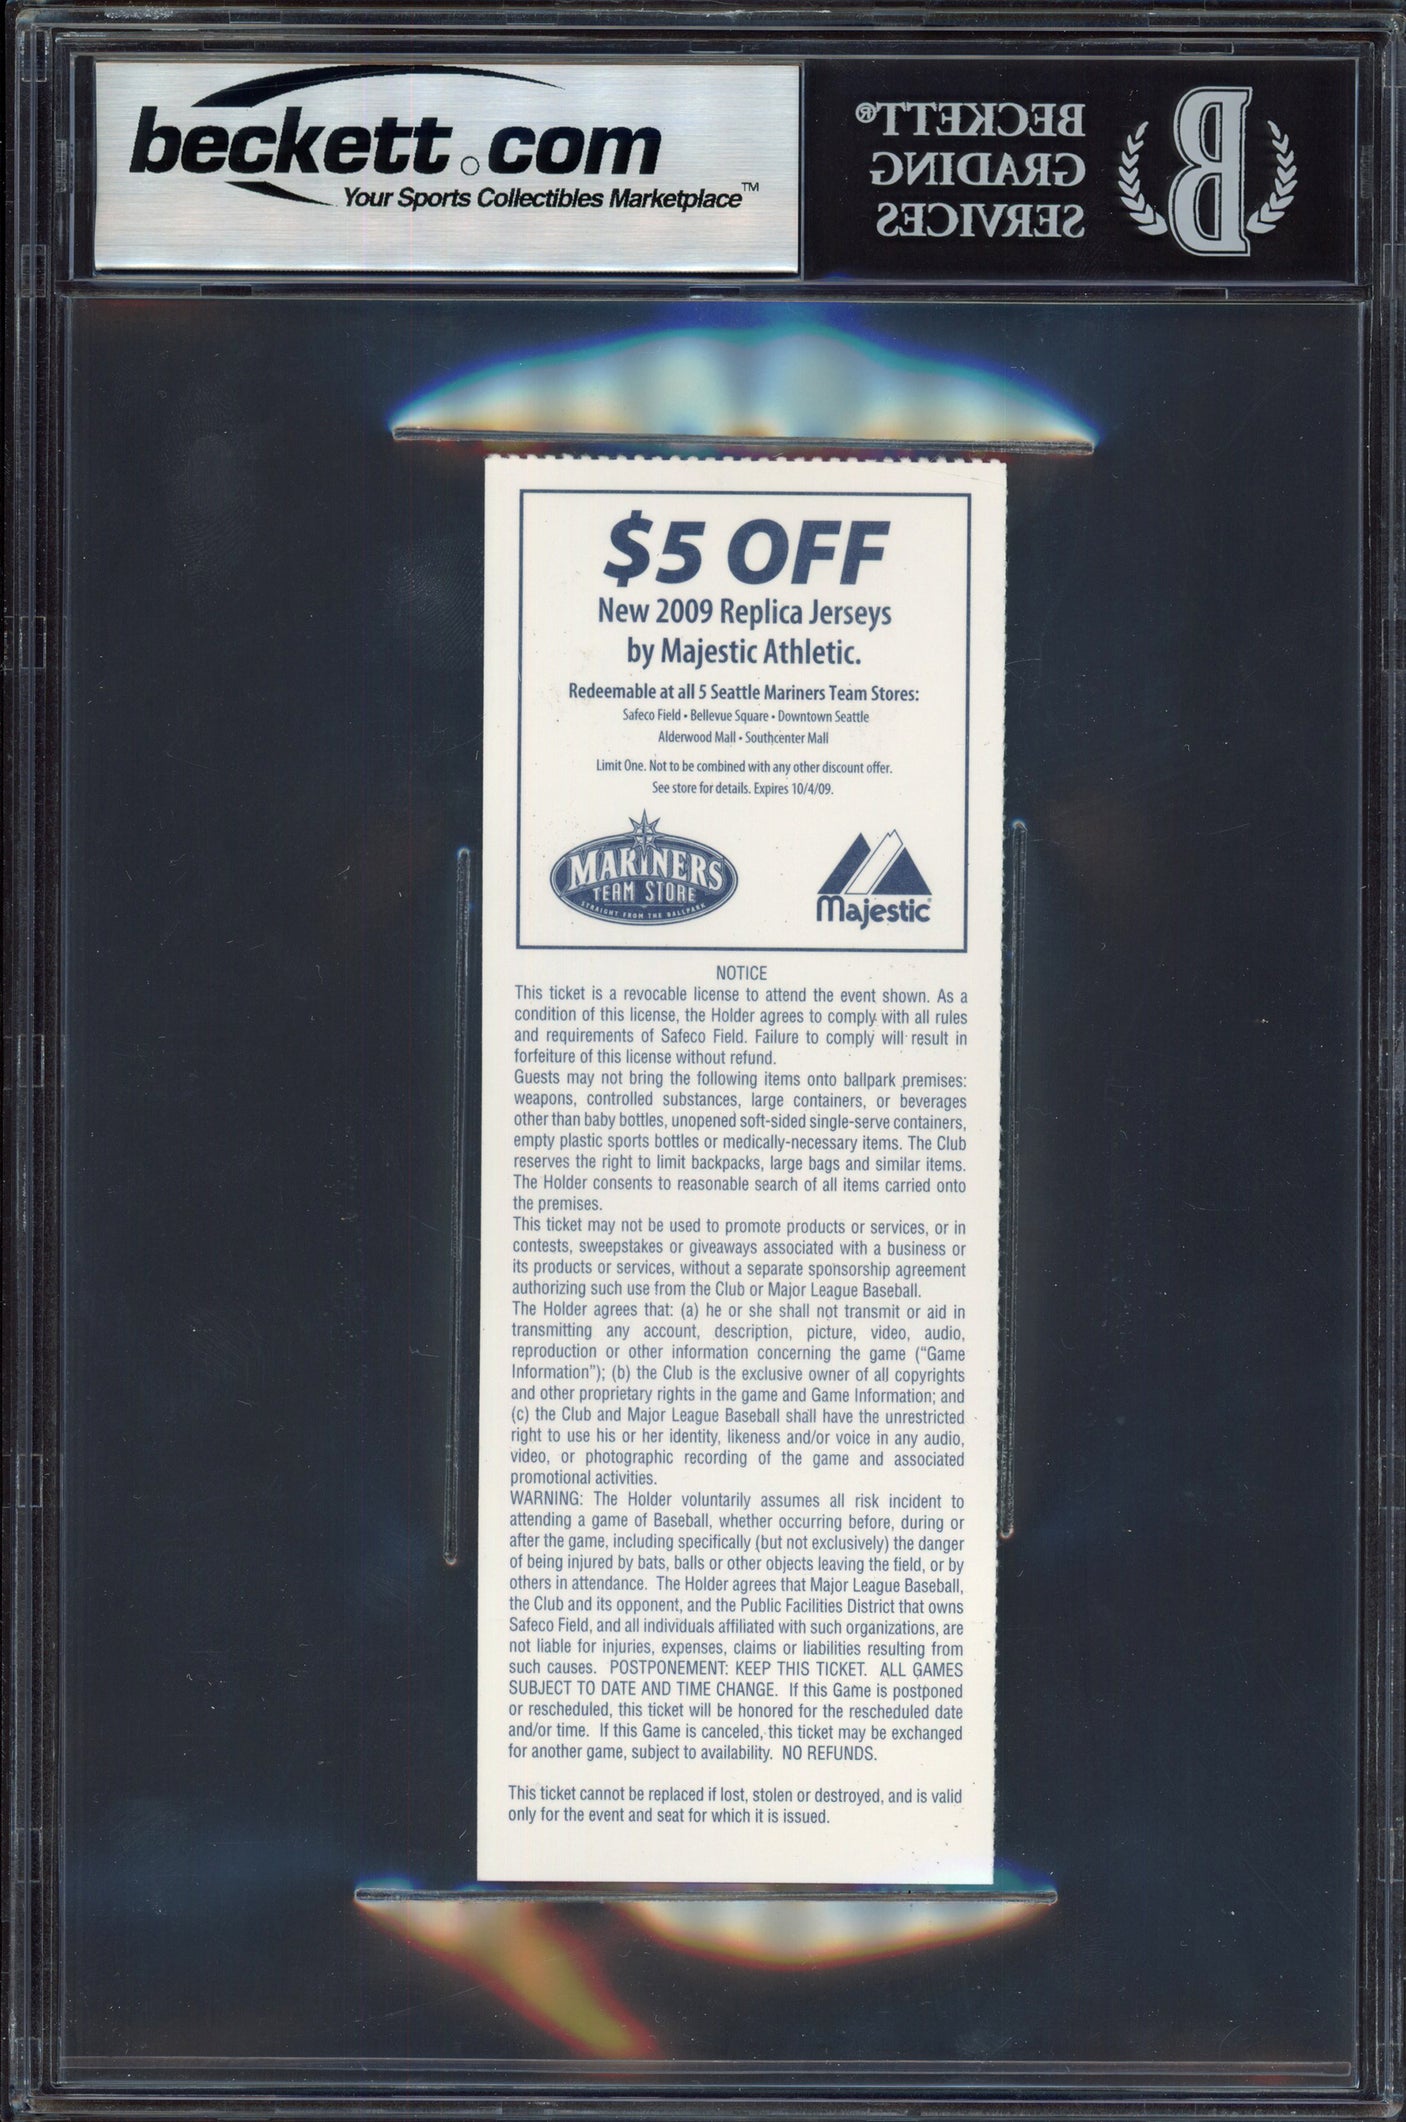 beckett.com
Your Sports Collectibles Marketplace™
BECKETT®
GRADING
SERVICES
B
$5 OFF
New 2009 Replica Jerseys
by Majestic Athletic.
Redeemable at all 5 Seattle Mariners Team Stores:
Safeco Field • Bellevue Square • Downtown Seattle
Alderwood Mall • Southcenter Mall
Limit One. Not to be combined with any other discount offer.
See store for details. Expires 10/4/09.
MARINERS
TEAM STORE
STRAIGHT FROM THE BALLPARK
Majestic®
NOTICE
This ticket is a revocable license to attend the event shown. As a
condition of this license, the Holder agrees to comply with all rules
and requirements of Safeco Field. Failure to comply will result in
forfeiture of this license without refund.
Guests may not bring the following items onto ballpark premises:
weapons, controlled substances, large containers, or beverages
other than baby bottles, unopened soft-sided single-serve containers,
empty plastic sports bottles or medically-necessary items. The Club
reserves the right to limit backpacks, large bags and similar items.
The Holder consents to reasonable search of all items carried onto
the premises.
This ticket may not be used to promote products or services, or in
contests, sweepstakes or giveaways associated with a business or
its products or services, without a separate sponsorship agreement
authorizing such use from the Club or Major League Baseball.
The Holder agrees that: (a) he or she shall not transmit or aid in
transmitting any account, description, picture, video, audio,
reproduction or other information concerning the game (“Game
Information”); (b) the Club is the exclusive owner of all copyrights
and other proprietary rights in the game and Game Information; and
(c) the Club and Major League Baseball shall have the unrestricted
right to use his or her identity, likeness and/or voice in any audio,
video, or photographic recording of the game and associated
promotional activities.
WARNING: The Holder voluntarily assumes all risk incident to
attending a game of Baseball, whether occurring before, during or
after the game, including specifically (but not exclusively) the danger
of being injured by bats, balls or other objects leaving the field, or by
others in attendance. The Holder agrees that Major League Baseball,
the Club and its opponent, and the Public Facilities District that owns
Safeco Field, and all individuals affiliated with such organizations, are
not liable for injuries, expenses, claims or liabilities resulting from
such causes. POSTPONEMENT: KEEP THIS TICKET. ALL GAMES
SUBJECT TO DATE AND TIME CHANGE. If this Game is postponed
or rescheduled, this ticket will be honored for the rescheduled date
and/or time. If this Game is canceled, this ticket may be exchanged
for another game, subject to availability. NO REFUNDS.
This ticket cannot be replaced if lost, stolen or destroyed, and is valid
only for the event and seat for which it is issued.